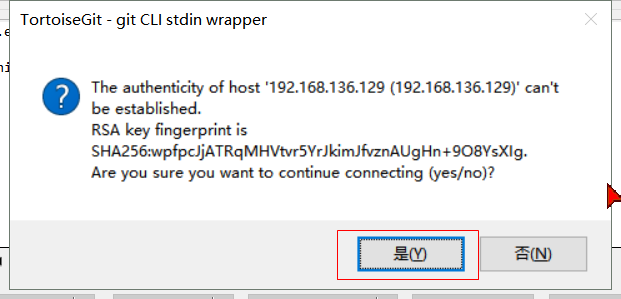 TortoiseGit - git CLI stdin wrapper
The authenticity of host '192.168.136.129 (192.168.136.129)' can't
be established.
RSA key fingerprint is
SHA256:wpfpcJjATRqMHVtvr5YrJkimJfvznAUgHn+9O8YsXIg.
Are you sure you want to continue connecting (yes/no)?
是(Y)
否(N)